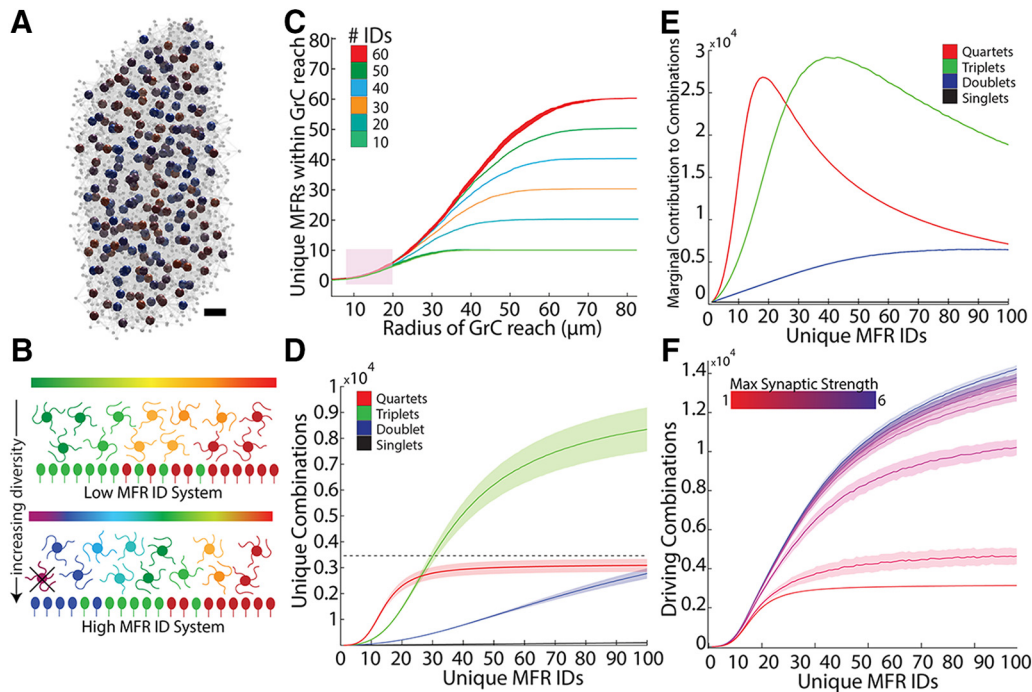 A
B
increasing diversity
Low MFR ID System
High MFR ID System
C
# IDs
60
50
40
30
20
10
Unique MFRs within GrC reach
80
70
60
50
40
30
20
10
0
0 10 20 30 40 50 60 70 80
Radius of GrC reach (µm)
D
x10⁴
Quartets
Triplets
Doublet
Singlets
Unique Combinations
1
0.9
0.8
0.7
0.6
0.5
0.4
0.3
0.2
0.1
0 10 20 30 40 50 60 70 80 90 100
Unique MFR IDs
E
x10⁴
Quartets
Triplets
Doublets
Singlets
Marginal Contribution to Combinations
3
2.5
2
1.5
1
0.5
0
0 10 20 30 40 50 60 70 80 90 100
Unique MFR IDs
F
x10⁴
Max Synaptic Strength
1 6
Driving Combinations
1.4
1.2
1
0.8
0.6
0.4
0.2
0
0 10 20 30 40 50 60 70 80 90 100
Unique MFR IDs